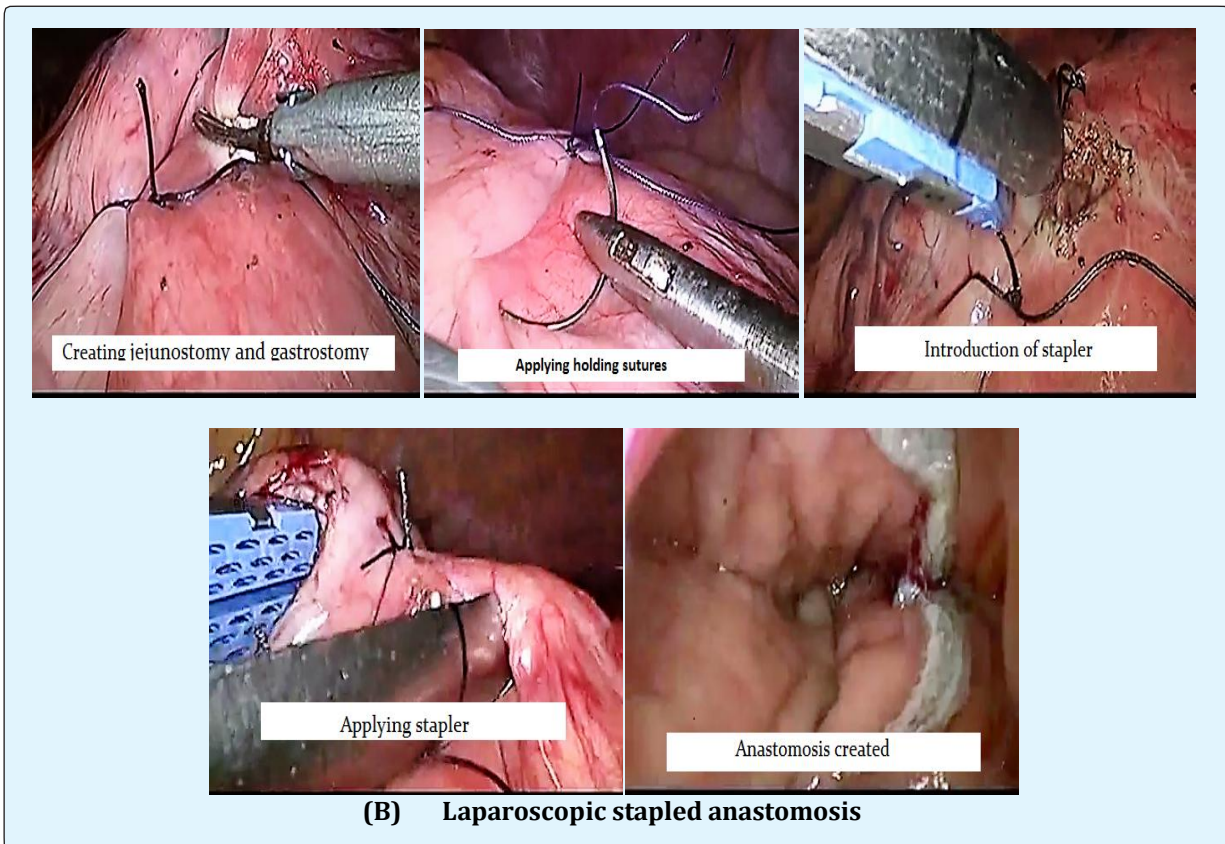 Creating jejunostomy and gastrostomy
Applying holding sutures
Introduction of stapler
Applying stapler
Anastomosis created
(B) Laparoscopic stapled anastomosis